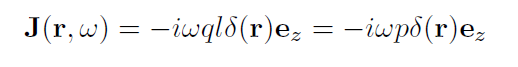 J(r, ω) = −iωqlδ(r)e_z = −iωpδ(r)e_z